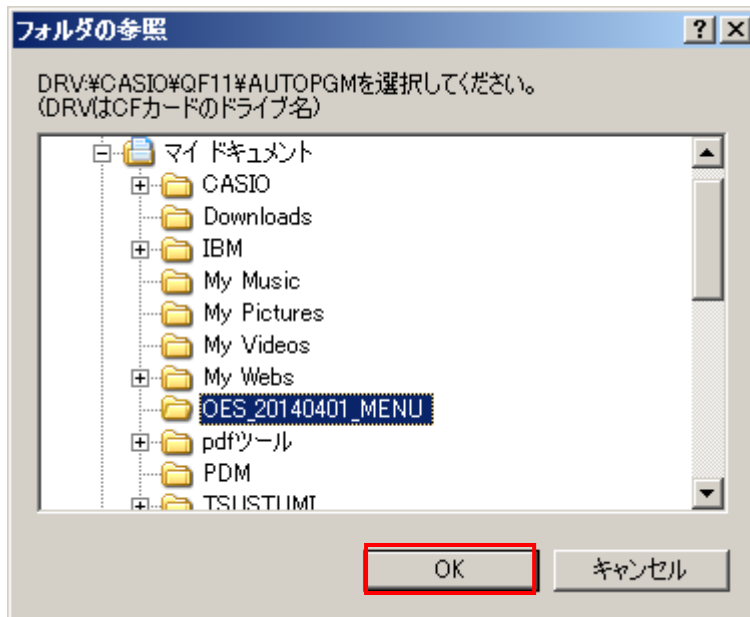 フォルダの参照
DRV:¥CASIO¥QF11¥AUTOPGMを選択してください。
(DRVはCFカードのドライブ名)
マイ ドキュメント
CASIO
Downloads
IBM
My Music
My Pictures
My Videos
My Webs
OES_20140401_MENU
pdfツール
PDM
TSUSTUMI
OK
キャンセル